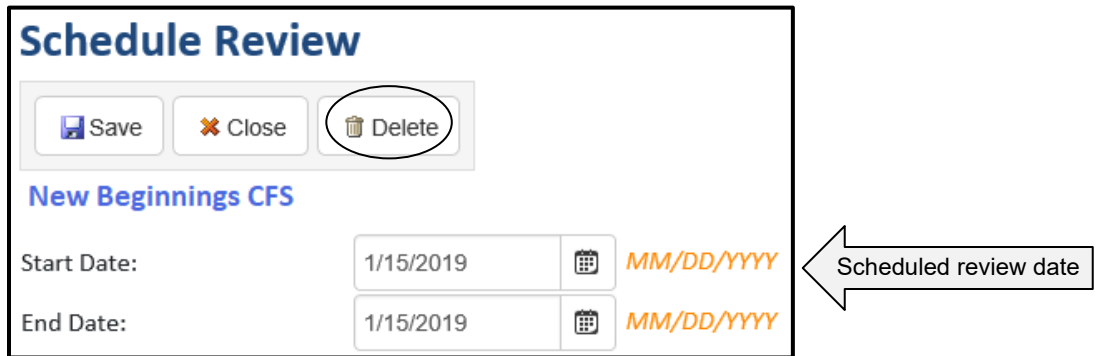 Schedule Review
Save Close Delete
New Beginnings CFS
Start Date: 1/15/2019 MM/DD/YYYY Scheduled review date
End Date: 1/15/2019 MM/DD/YYYY